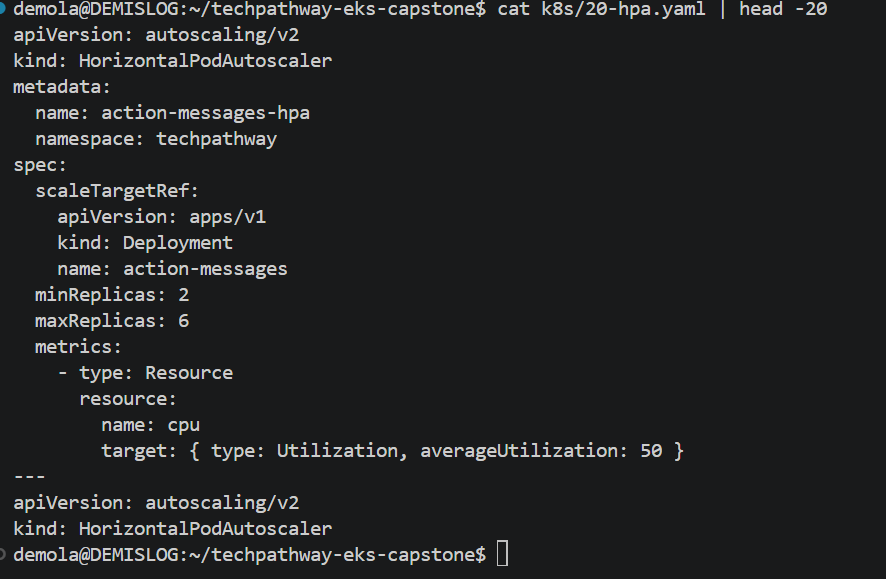 demola@DEMISLOG:~/techpathway-eks-capstone$ cat k8s/20-hpa.yaml | head -20
apiVersion: autoscaling/v2
kind: HorizontalPodAutoscaler
metadata:
  name: action-messages-hpa
  namespace: techpathway
spec:
  scaleTargetRef:
    apiVersion: apps/v1
    kind: Deployment
    name: action-messages
  minReplicas: 2
  maxReplicas: 6
  metrics:
    - type: Resource
      resource:
        name: cpu
        target: { type: Utilization, averageUtilization: 50 }
---
apiVersion: autoscaling/v2
kind: HorizontalPodAutoscaler
demola@DEMISLOG:~/techpathway-eks-capstone$